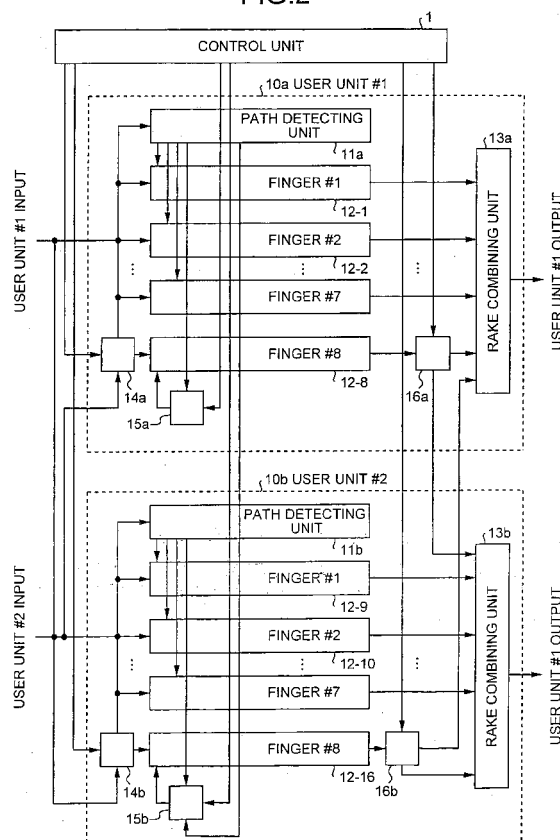 FIG.2
1
CONTROL UNIT
10a USER UNIT #1
PATH DETECTING
UNIT
11a
13a
FINGER #1
12-1
FINGER #2
12-2
FINGER #7
FINGER #8
12-8
14a
15a
16a
RAKE COMBINING UNIT
USER UNIT #1 INPUT
USER UNIT #1 OUTPUT
10b USER UNIT #2
PATH DETECTING
UNIT
11b
13b
FINGER #1
12-9
FINGER #2
12-10
FINGER #7
FINGER #8
12-16
14b
15b
16b
RAKE COMBINING UNIT
USER UNIT #2 INPUT
USER UNIT #1 OUTPUT